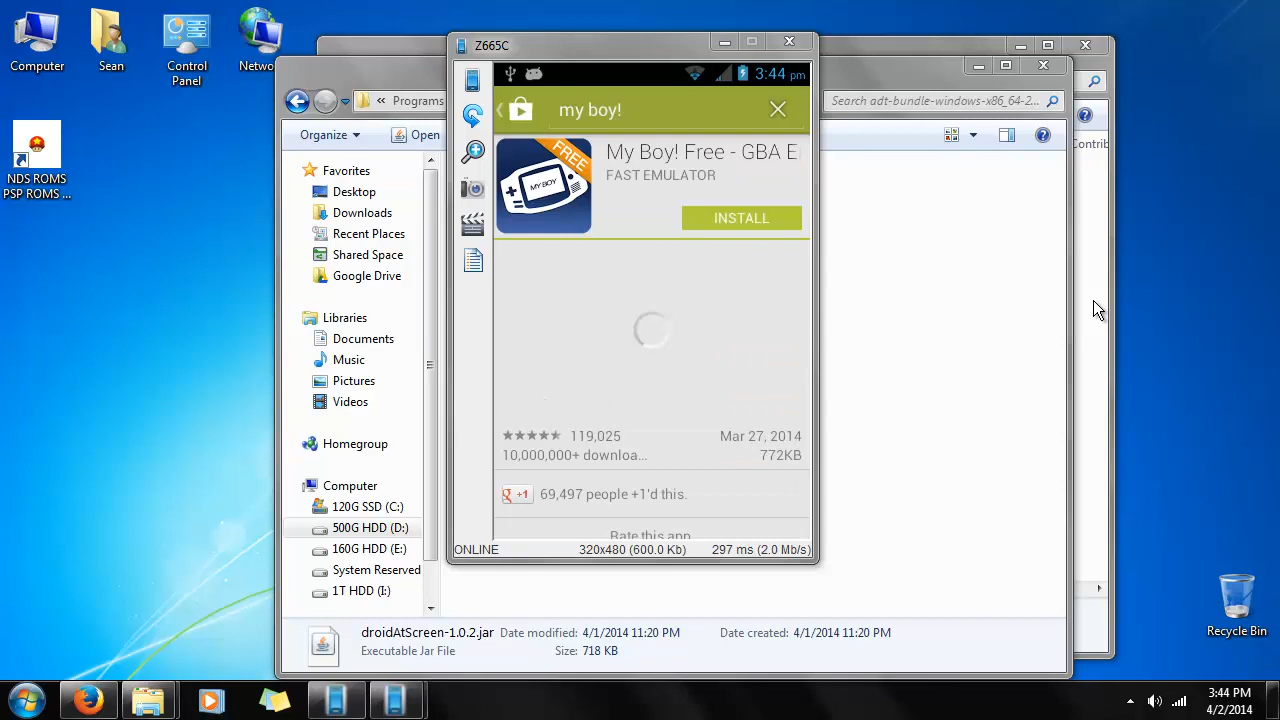 Computer
Sean
Control
Panel
Netwo
NDS ROMS
PSP ROMS ...
Z665C
3:44 pm
my boy!
FREE
MY BOY
My Boy! Free - GBA E
FAST EMULATOR
INSTALL
119,025
Mar 27, 2014
10,000,000+ downloa...
772KB
+1
69,497 people +1'd this.
Rate this app
ONLINE
320x480 (600.0 Kb)
297 ms (2.0 Mb/s)
« Programs
Search adt-bundle-windows-x86_64-2...
Organize
Open
Contrib
Favorites
Desktop
Downloads
Recent Places
Shared Space
Google Drive
Libraries
Documents
Music
Pictures
Videos
Homegroup
Computer
120G SSD (C:)
500G HDD (D:)
160G HDD (E:)
System Reserved
1T HDD (I:)
droidAtScreen-1.0.2.jar
Date modified: 4/1/2014 11:20 PM
Date created: 4/1/2014 11:20 PM
Executable Jar File
Size: 718 KB
Recycle Bin
3:44 PM
4/2/2014